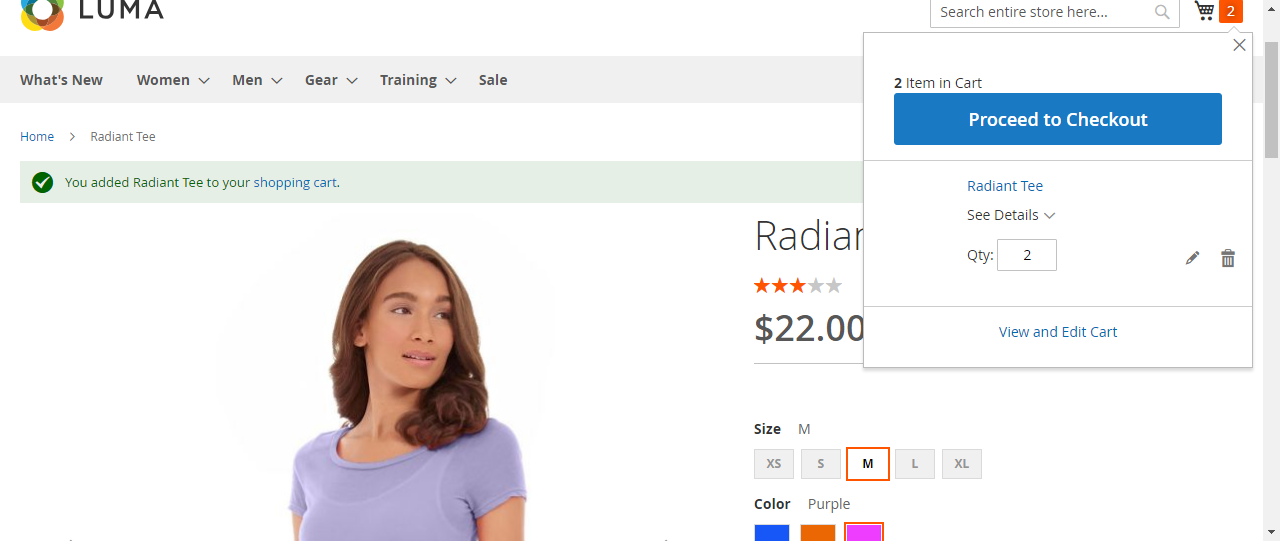 LUMA
Search entire store here...
2
What's New Women Men Gear Training Sale
2 Item in Cart
Proceed to Checkout
Home Radiant Tee
You added Radiant Tee to your shopping cart.
Radiant Tee
See Details
Qty: 2
View and Edit Cart
$22.00
Size M
XS S M L XL
Color Purple